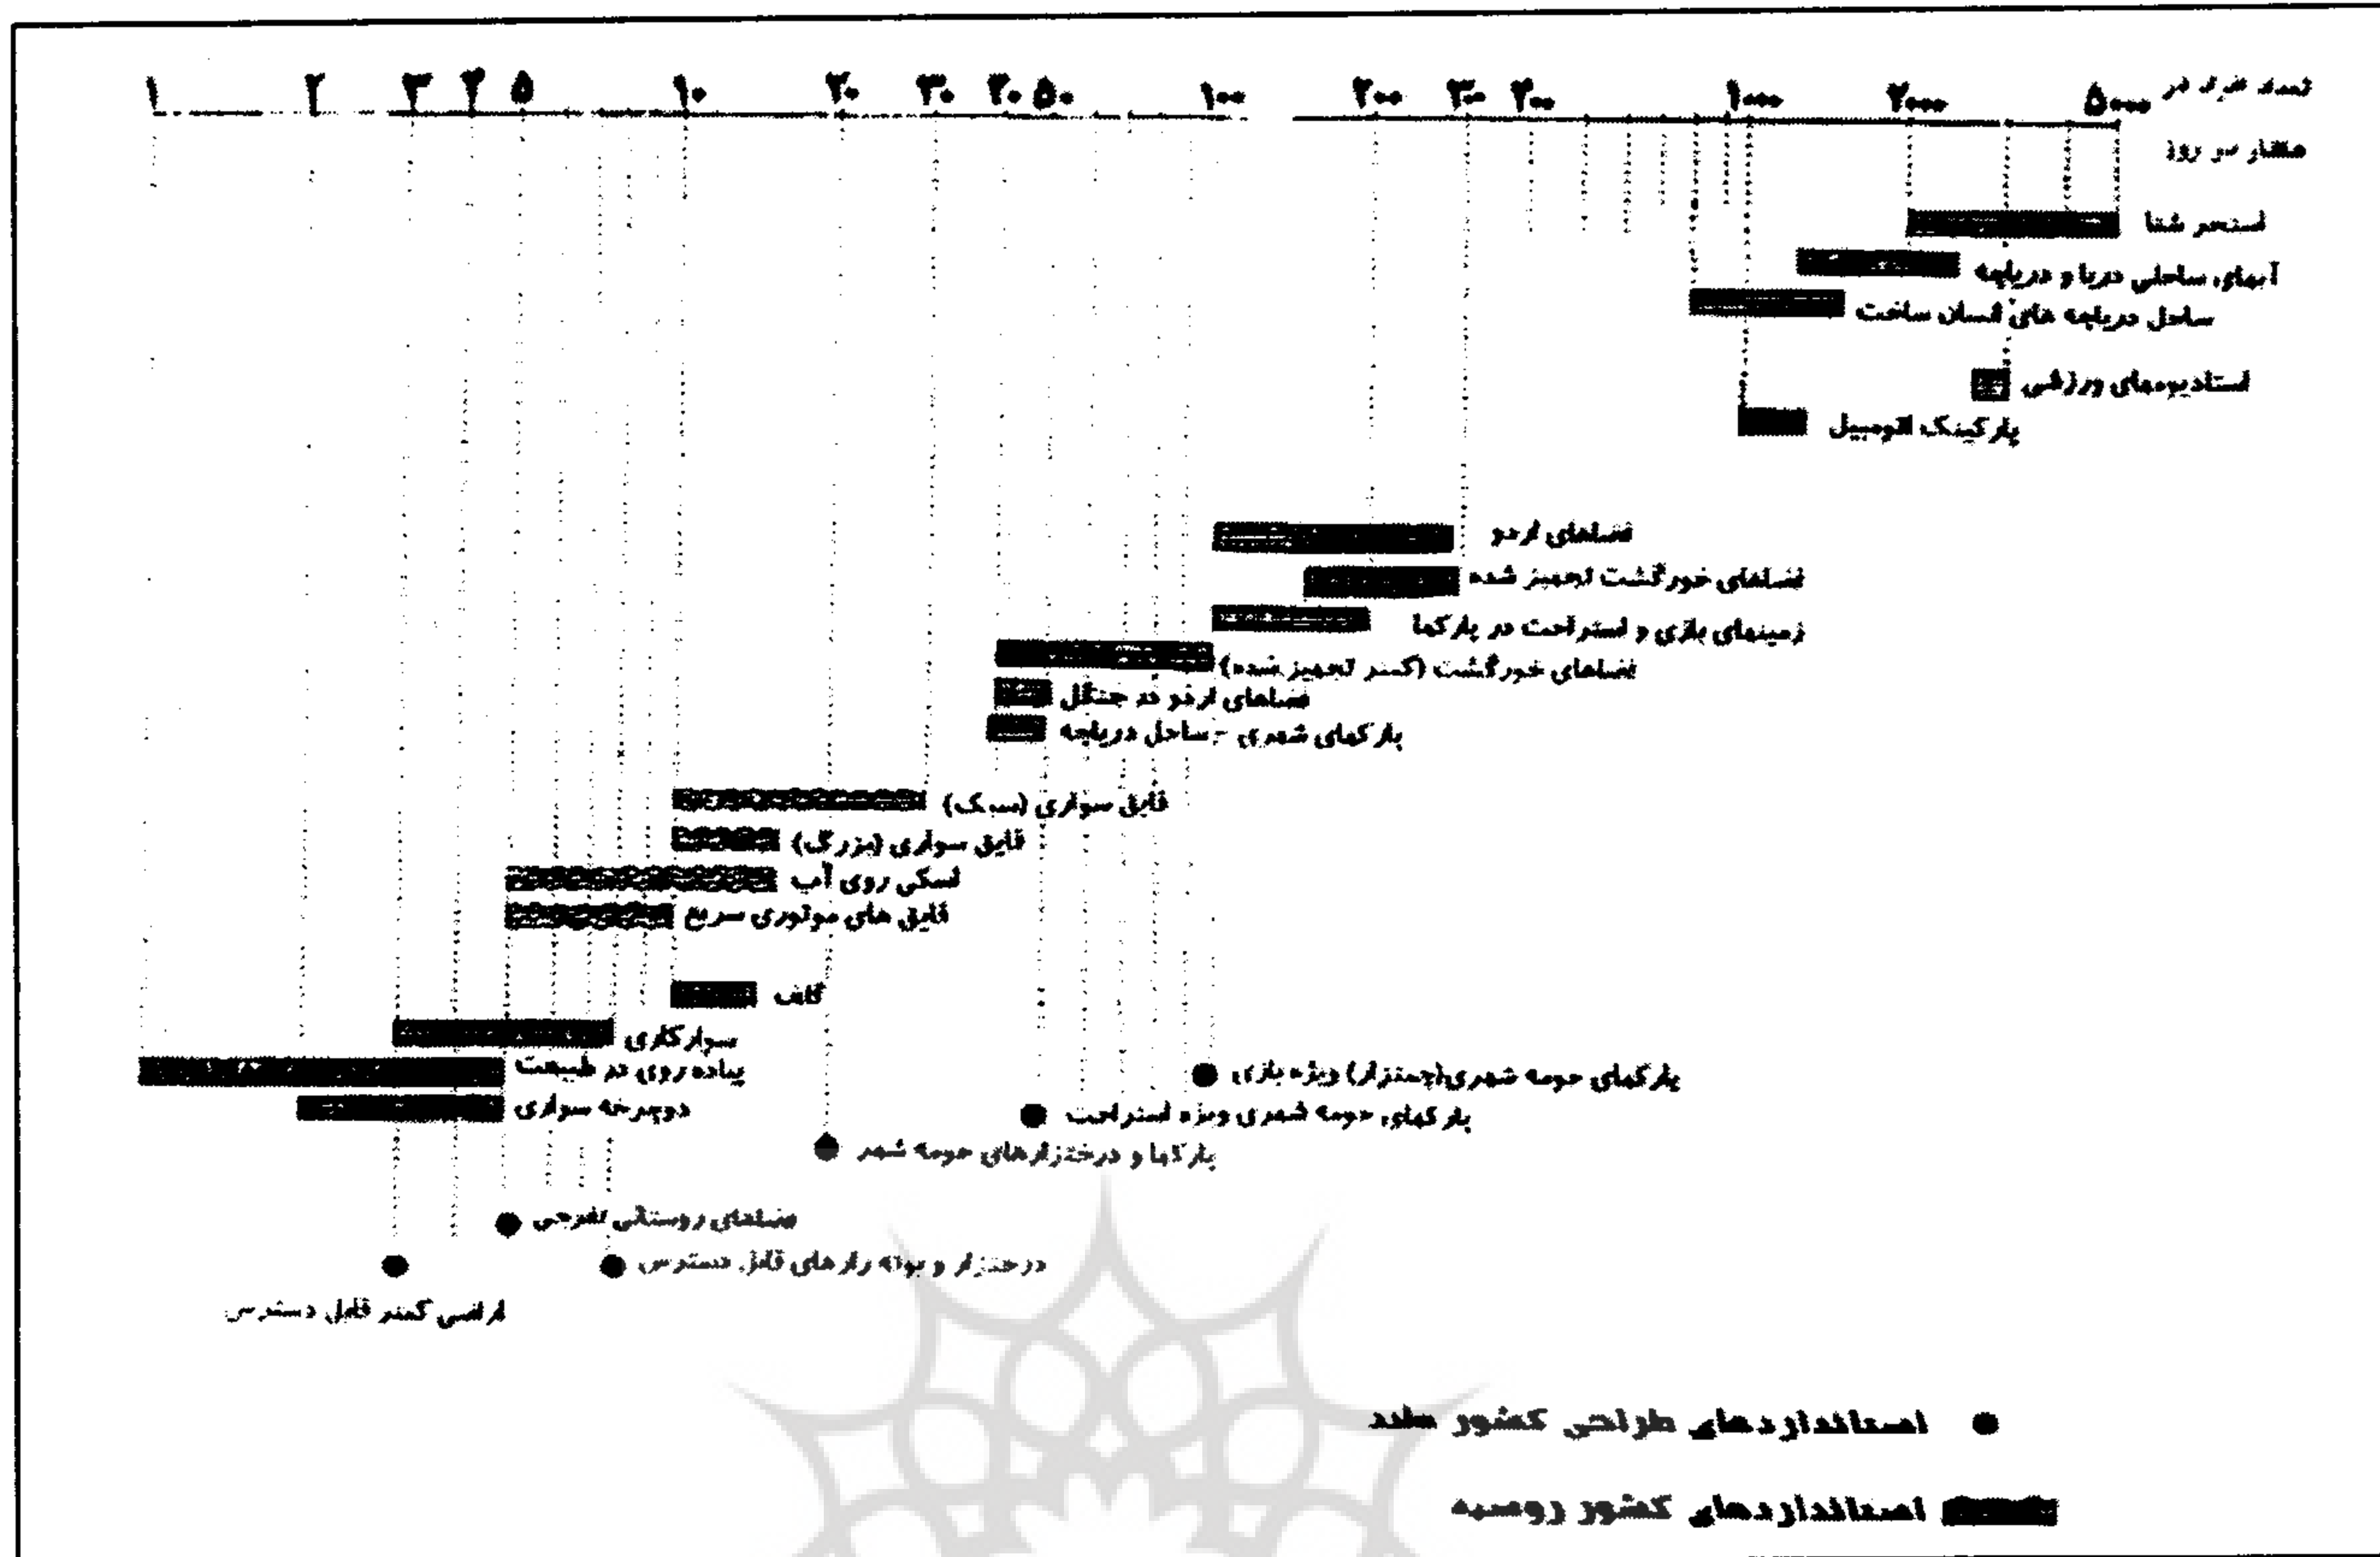 ۱ ۲ ۳ ۴ ۵ ۱۰ ۲۰ ۳۰ ۴۰ ۵۰ ۱۰۰ ۲۰۰ ۳۰۰ ۴۰۰ ۱۰۰۰ ۲۰۰۰ ۵۰۰۰
تعداد افراد در
هکتار در روز
استخر شنا
آبهای ساحلی دریا و دریاچه
ساحل دریاچه های انسان ساخت
استادیومهای ورزشی
پارکینگ اتومبیل
فضاهای اردو
فضاهای خورگشت تجهیز شده
زمینهای بازی و استراحت در پارکها
فضاهای خورگشت (کمتر تجهیز شده)
فضاهای اردو در جنگل
پارکهای شهری - ساحل دریاچه
قایق سواری (سبک)
قایق سواری (بزرگ)
اسکی روی آب
قایق های موتوری سریع
گلف
سوارکاری
پیاده روی در طبیعت
دوچرخه سواری
پارکهای حومه شهری(چمنزار) ویژه بازی
پارکهای حومه شهری ویژه استراحت
پارکها و درختزارهای حومه شهر
فضاهای روستائی تفرجی
درختزار و بوته زارهای قابل دسترس
اراضی کمتر قابل دسترس
استانداردهای طراحی کشور هلند
استانداردهای کشور روسیه